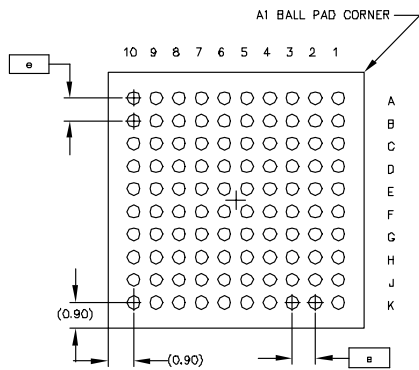 A1 BALL PAD CORNER
10 9 8 7 6 5 4 3 2 1
e
A
B
C
D
E
F
G
H
J
K
(0.90)
(0.90)
e